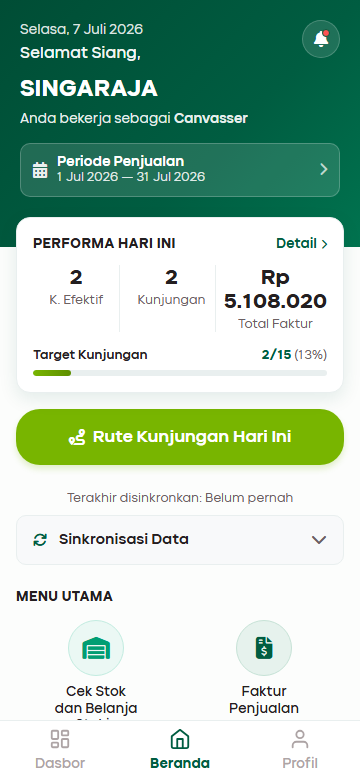 Selasa, 7 Juli 2026
Selamat Siang,
SINGARAJA
Anda bekerja sebagai Canvasser
Periode Penjualan
1 Jul 2026 — 31 Jul 2026
PERFORMA HARI INI
Detail
2
K. Efektif
2
Kunjungan
Rp
5.108.020
Total Faktur
Target Kunjungan
2/15 (13%)
Rute Kunjungan Hari Ini
Terakhir disinkronkan: Belum pernah
Sinkronisasi Data
MENU UTAMA
Cek Stok
dan Belanja
Faktur
Penjualan
Dasbor
Beranda
Profil